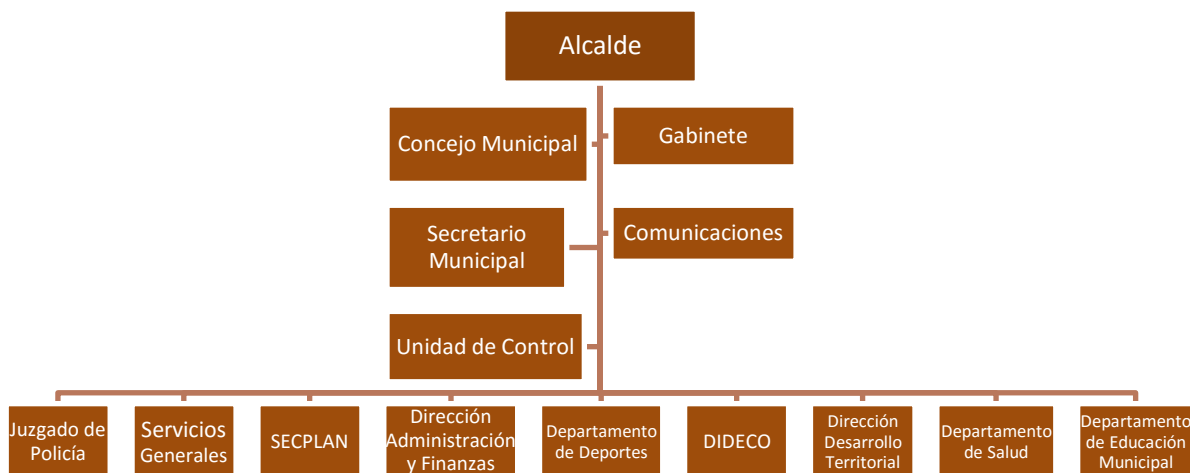 Alcalde
Concejo Municipal
Gabinete
Secretario
Municipal
Comunicaciones
Unidad de Control
Juzgado de
Policía
Servicios
Generales
SECPLAN
Dirección
Administración
y Finanzas
Departamento
de Deportes
DIDECO
Dirección
Desarrollo
Territorial
Departamento
de Salud
Departamento
de Educación
Municipal